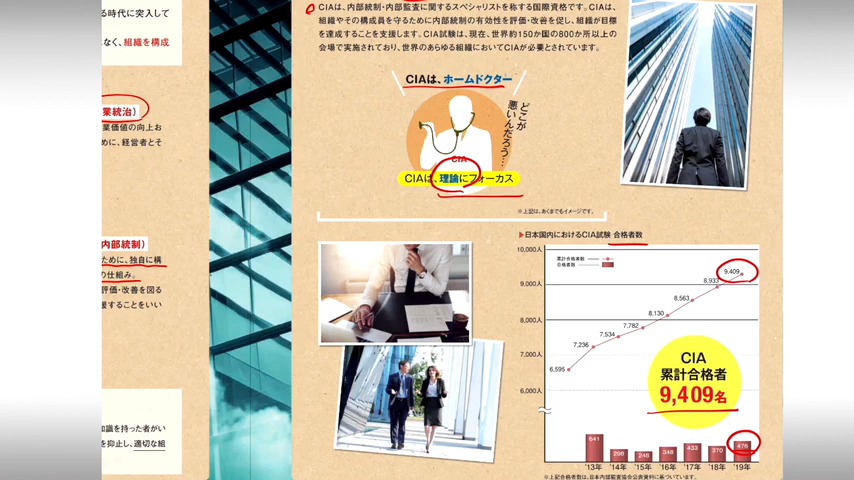 る時代に突入して
なく、組織を構成
業統治）
業価値の向上お
めに、経営者とそ
内部統制）
ために、独自に構
の仕組み。
評価・改善を図る
援することをいい
知識を持った者がい
を抑止し、適切な組
CIAは、内部統制・内部監査に関するスペシャリストを称する国際資格です。CIAは、
組織やその構成員を守るために内部統制の有効性を評価・改善を促し、組織が目標
を達成することを支援します。CIA試験は、現在、世界約150か国の800か所以上の
会場で実施されており、世界のあらゆる組織においてCIAが必要とされています。
CIAは、ホームドクター
どこが
悪いんだろう…
CIA
CIAは、理論にフォーカス
※上記は、あくまでもイメージです。
▶日本国内におけるCIA試験 合格者数
10,000人
9,000人
8,000人
7,000人
6,000人
累計合格者数
合格者数
6,595
7,236
7,534
7,782
8,130
8,563
8,933
9,409
CIA
累計合格者
9,409名
641
298
248
348
433
370
476
'13年 '14年 '15年 '16年 '17年 '18年 '19年
※上記合格者数は、日本内部監査協会公表資料に基づいています。